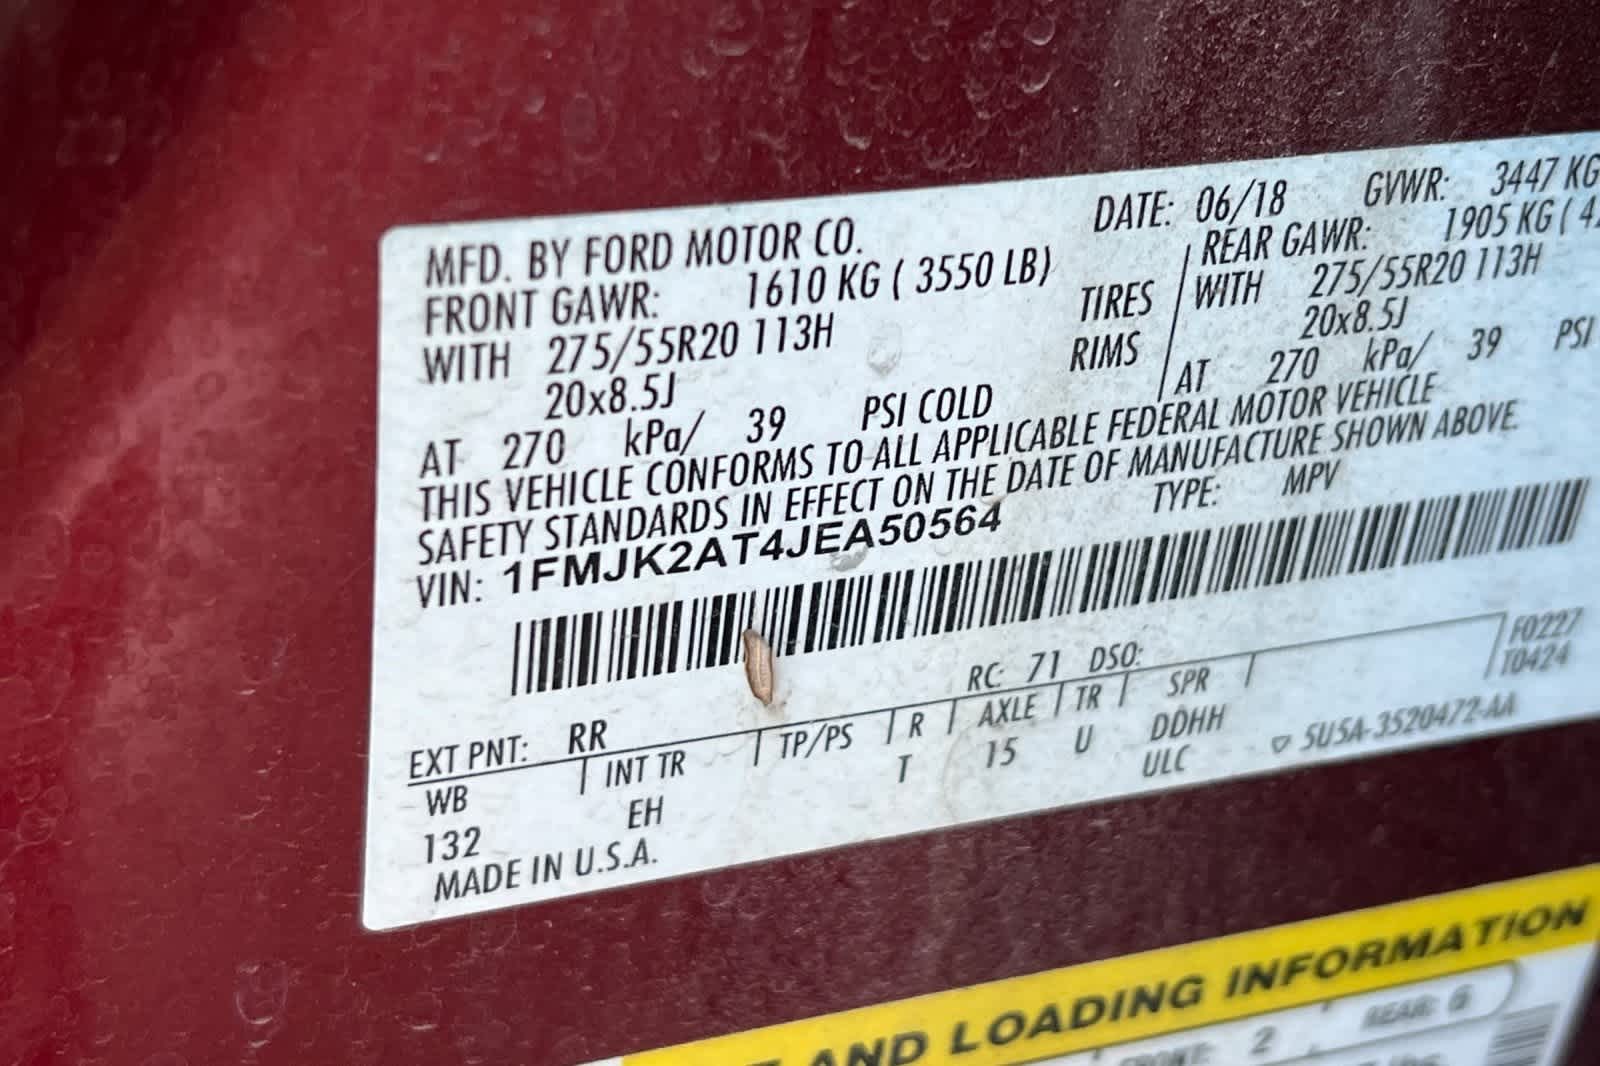 MFD. BY FORD MOTOR CO.
DATE: 06/18 GVWR: 3447 KG
FRONT GAWR: 1610 KG ( 3550 LB)
REAR GAWR: 1905 KG ( 4
WITH 275/55R20 113H TIRES WITH 275/55R20 113H
20x8.5J RIMS 20x8.5J
AT 270 kPa/ 39 PSI COLD AT 270 kPa/ 39 PSI
THIS VEHICLE CONFORMS TO ALL APPLICABLE FEDERAL MOTOR VEHICLE
SAFETY STANDARDS IN EFFECT ON THE DATE OF MANUFACTURE SHOWN ABOVE.
VIN: 1FMJK2AT4JEA50564 TYPE: MPV
F0227
T0424
EXT PNT: RR RC: 71 DSO:
WB INT TR TP/PS R AXLE TR SPR
132 EH T 15 U DDHH
ULC
MADE IN U.S.A. 5U5A-3520472-AA
AND LOADING INFORMATION
2 REAR: 6